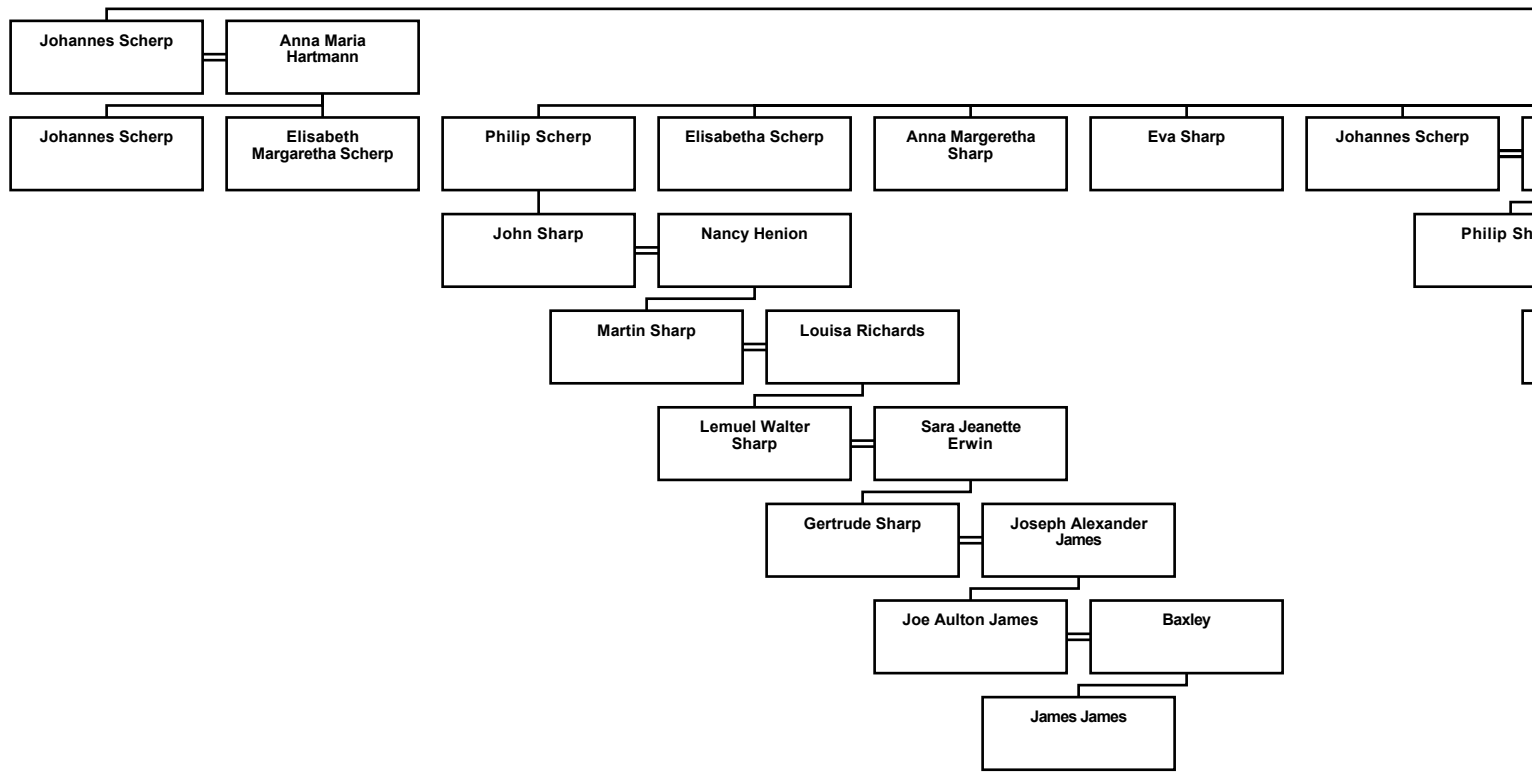 Johannes Scherp
Anna Maria
Hartmann
Johannes Scherp
Elisabeth
Margaretha Scherp
Philip Scherp
Elisabetha Scherp
Anna Margeretha
Sharp
Eva Sharp
Johannes Scherp
John Sharp
Nancy Henion
Philip Sh
Martin Sharp
Louisa Richards
Lemuel Walter
Sharp
Sara Jeanette
Erwin
Gertrude Sharp
Joseph Alexander
James
Joe Aulton James
Baxley
James James